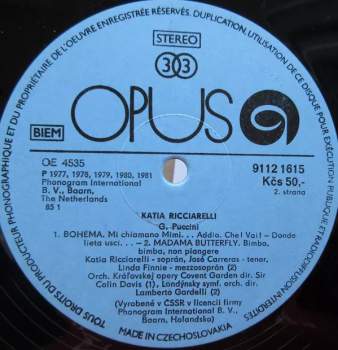 TOUS DROITS DU PRODUCTEUR PHONOGRAPHIQUE ET DU PROPRIÉTAIRE DE L'OEUVRE ENREGISTRÉE RÉSERVÉS. DUPLICATION, UTILISATION DE CE DISQUE POUR EXÉCUTION PUBLIQUE ET RADIODIFFUSION INTERDITES
STEREO
33
OPUS
BIEM
OE 4535
9112 1615
P 1977, 1978, 1979, 1980, 1981
Kčs 50,-
Phonogram International
2. strana
B. V., Baarn,
The Netherlands
85 1
KATIA RICCIARELLI
G. Puccini
1. BOHEMA. Mi chiamano Mimi... Addio. Che! Vai! - Donde
lieta usci... - 2. MADAMA BUTTERFLY. Bimba,
bimba, non piangere
Katia Ricciarelli - soprán, José Carreras - tenor,
Linda Finnie - mezzosoprán (2)
Orch. Kráľovskej opery Covent Garden dir. Sir
Colin Davis (1), Londýnsky symf. orch. dir.
Lamberto Gardelli (2)
(Vyrobené v ČSSR v licencii firmy
Phonogram International B. V.,
Baarn, Holandsko)
MADE IN CZECHOSLOVAKIA